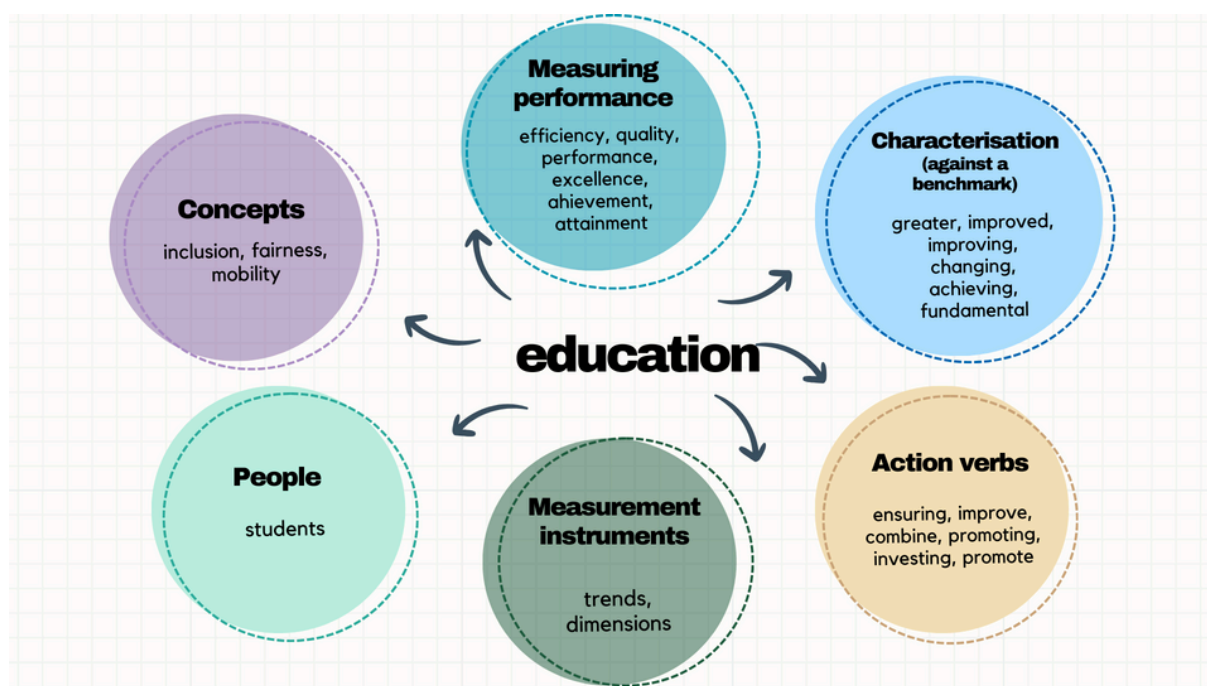 Measuring
performance
efficiency, quality,
performance,
excellence,
ahievement,
attainment
Characterisation
(against a
benchmark)
greater, improved,
improving,
changing,
achieving,
fundamental
Concepts
inclusion, fairness,
mobility
education
People
students
Measurement
instruments
trends,
dimensions
Action verbs
ensuring, improve,
combine, promoting,
investing, promote